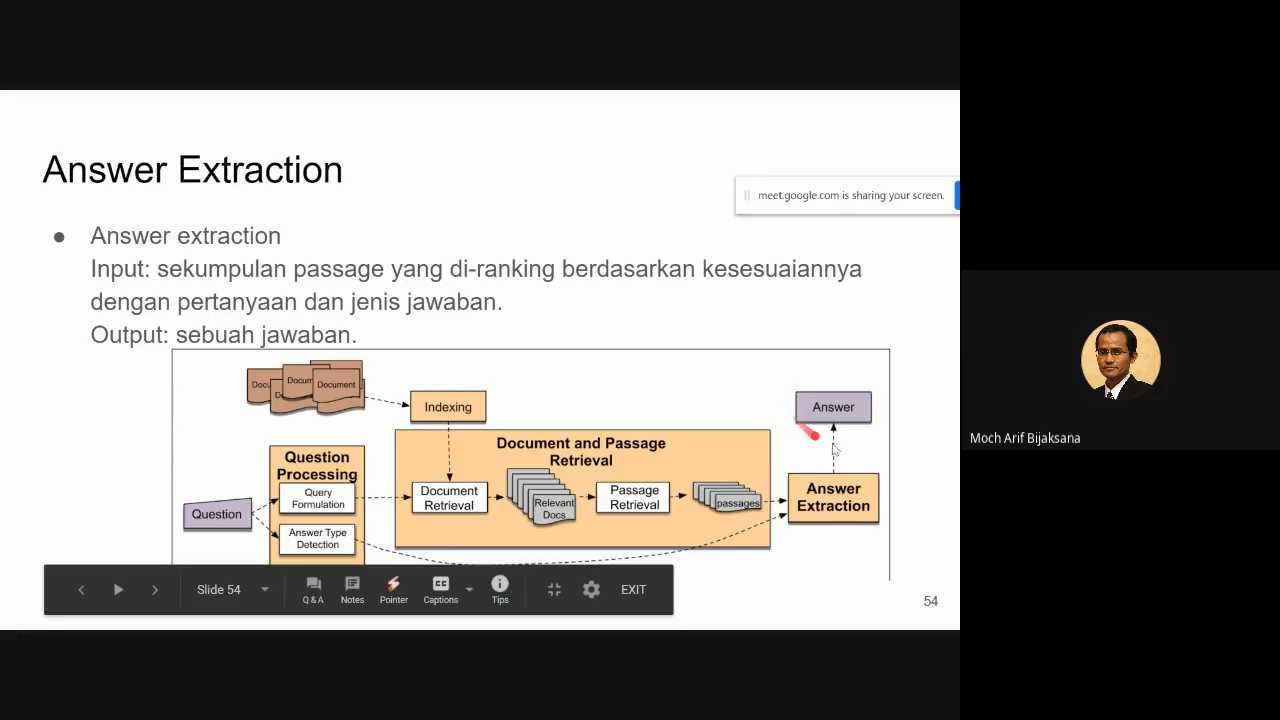 Answer Extraction
meet.google.com is sharing your screen.
● Answer extraction
Input: sekumpulan passage yang di-ranking berdasarkan kesesuaiannya
dengan pertanyaan dan jenis jawaban.
Output: sebuah jawaban.
Document
Indexing
Answer
Document and Passage
Retrieval
Question
Processing
Query
Formulation
Document
Retrieval
Relevant
Docs
Passage
Retrieval
passages
Answer
Extraction
Question
Answer Type
Detection
Slide 54
Q & A
Notes
Pointer
Captions
Tips
EXIT
54
Moch Arif Bijaksana